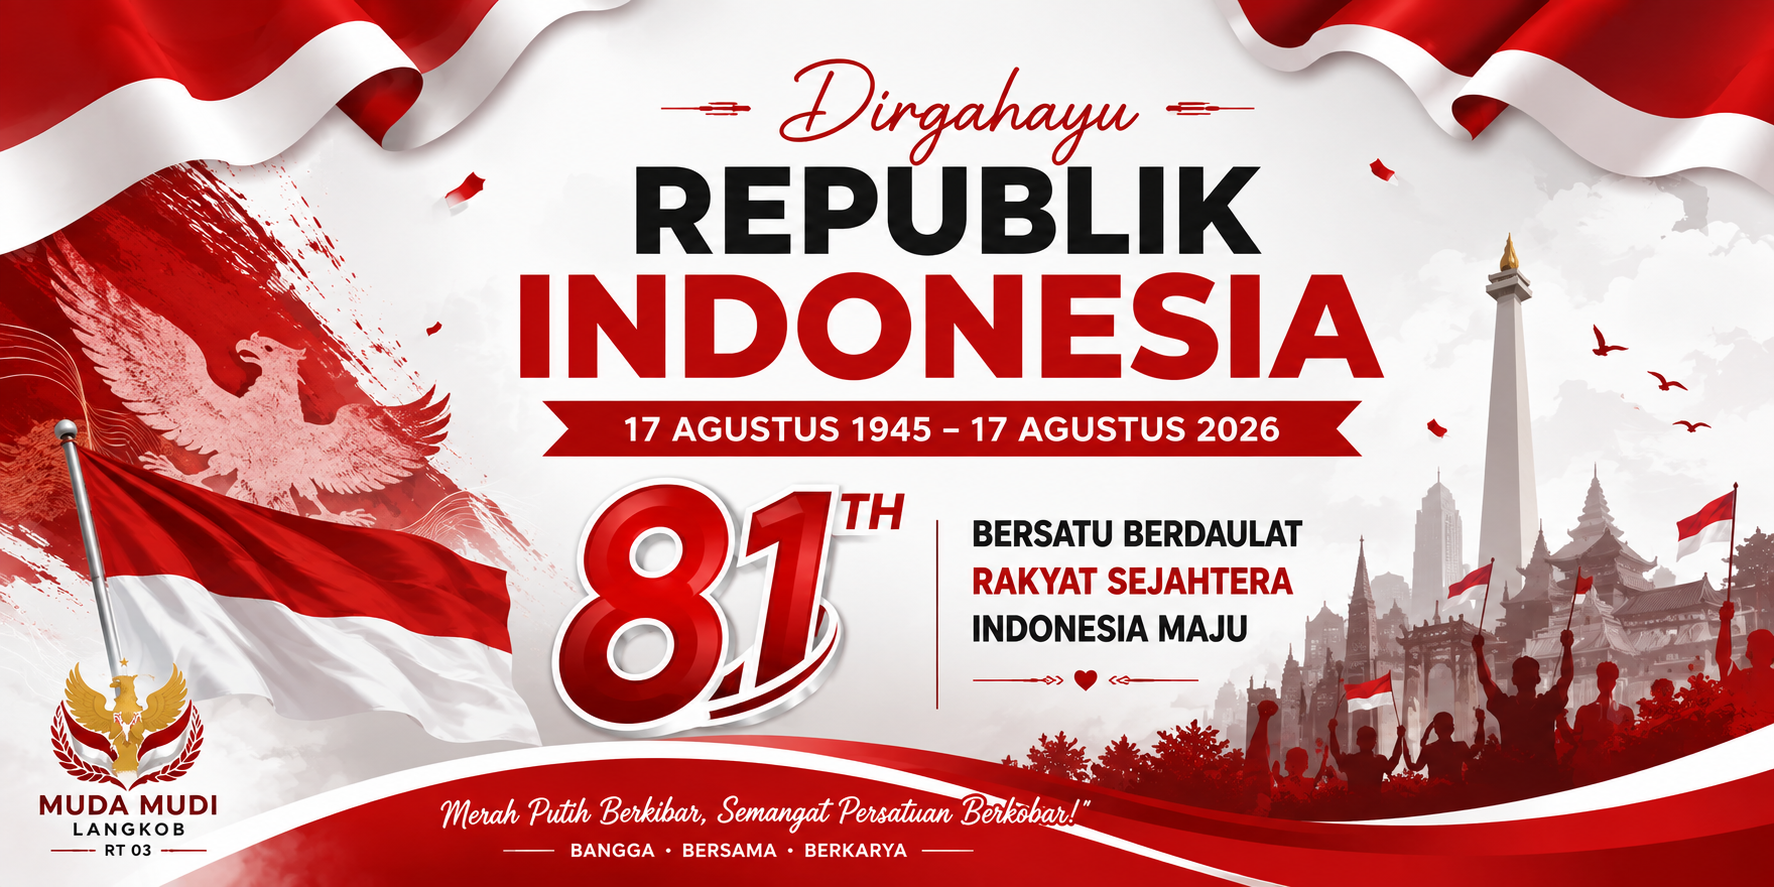 Dirgahayu
REPUBLIK
INDONESIA
17 AGUSTUS 1945 – 17 AGUSTUS 2026
81TH
BERSATU BERDAULAT
RAKYAT SEJAHTERA
INDONESIA MAJU
Merah Putih Berkibar, Semangat Persatuan Berkobar!"
BANGGA • BERSAMA • BERKARYA
MUDA MUDI
LANGKOB
RT 03